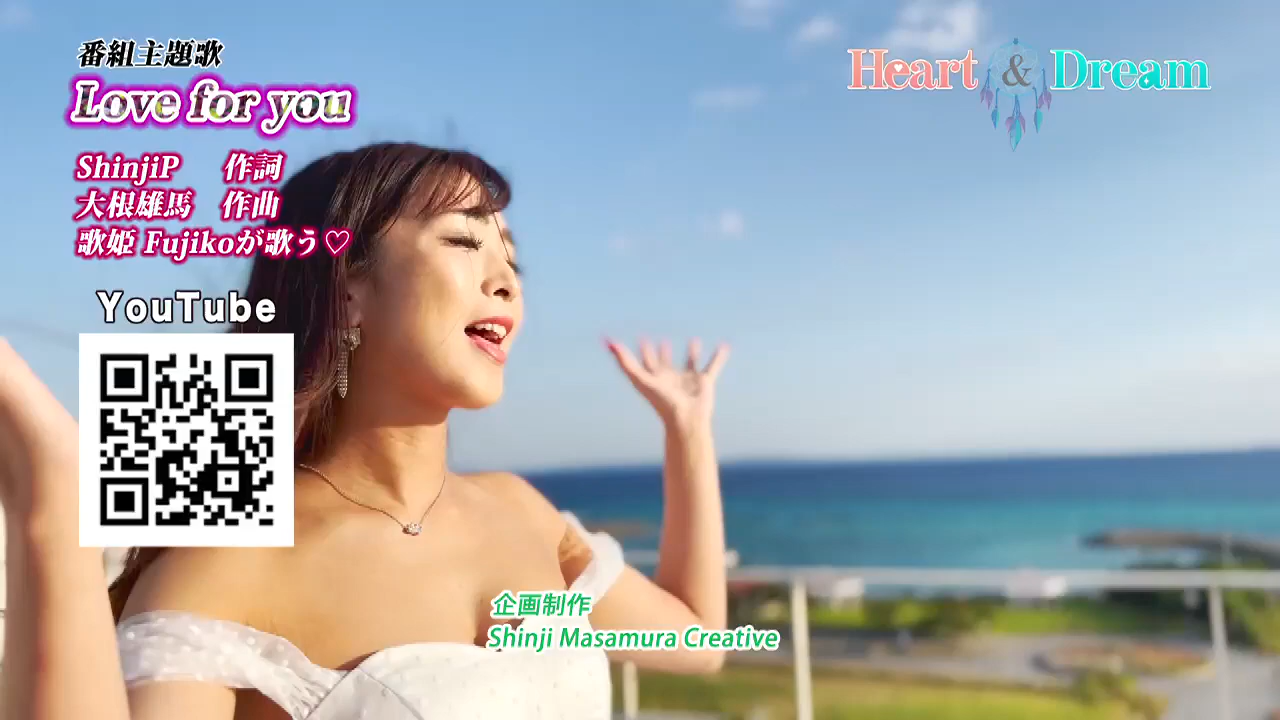 番組主題歌
Love for you
ShinjiP 作詞
大根雄馬 作曲
歌姫 Fujikoが歌う♡
YouTube
Heart & Dream
企画制作
Shinji Masamura Creative